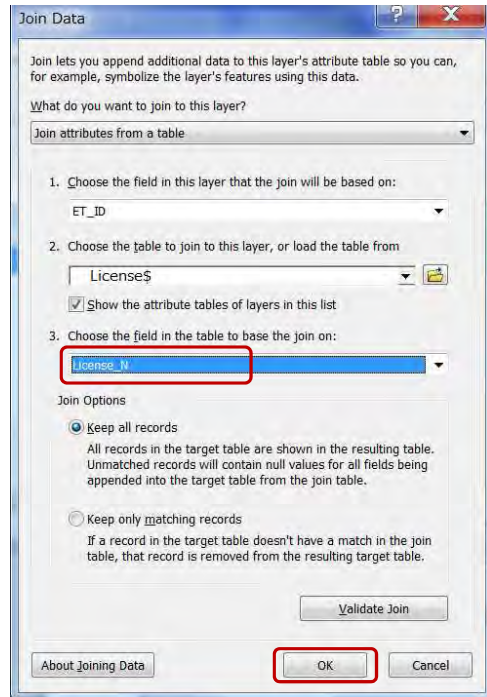 Join Data
Join lets you append additional data to this layer's attribute table so you can,
for example, symbolize the layer's features using this data.
What do you want to join to this layer?
Join attributes from a table
1. Choose the field in this layer that the join will be based on:
ET_ID
2. Choose the table to join to this layer, or load the table from
License$
Show the attribute tables of layers in this list
3. Choose the field in the table to base the join on:
License_N
Join Options
Keep all records
All records in the target table are shown in the resulting table.
Unmatched records will contain null values for all fields being
appended into the target table from the join table.
Keep only matching records
If a record in the target table doesn't have a match in the join
table, that record is removed from the resulting target table.
Validate Join
About Joining Data OK Cancel